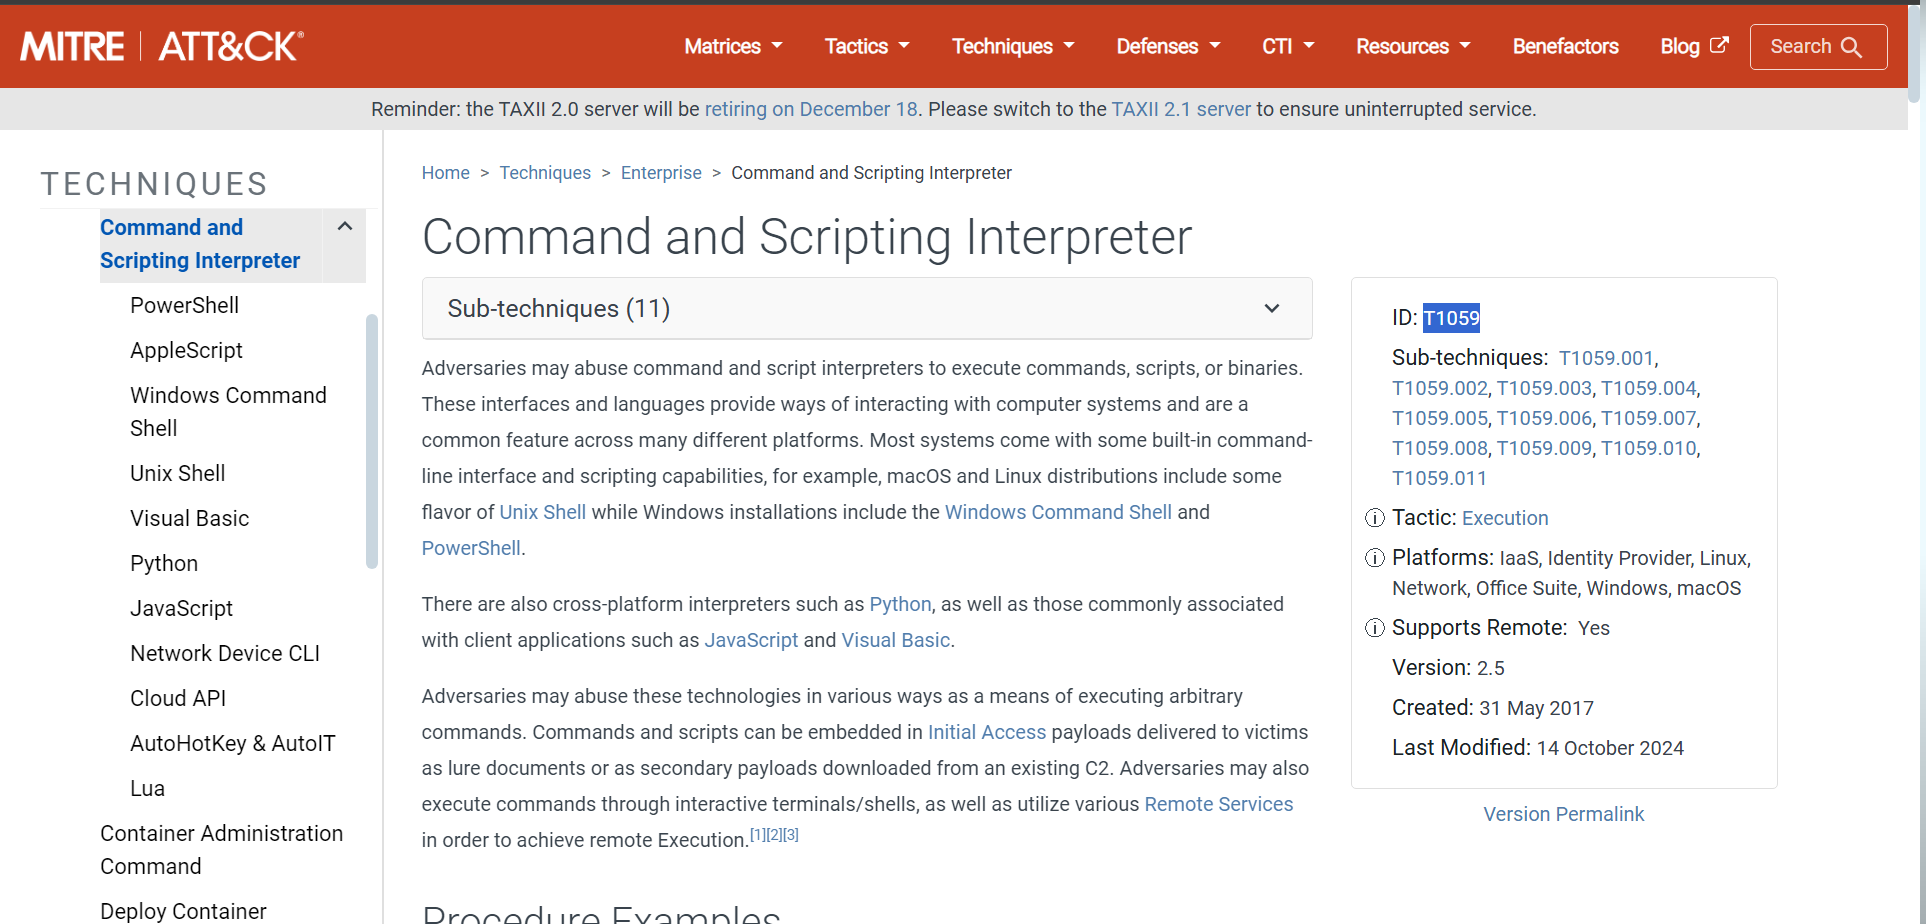 MITRE | ATT&CK®
Matrices Tactics Techniques Defenses CTI Resources Benefactors Blog Search
Reminder: the TAXII 2.0 server will be retiring on December 18. Please switch to the TAXII 2.1 server to ensure uninterrupted service.
TECHNIQUES
Command and
Scripting Interpreter
PowerShell
AppleScript
Windows Command
Shell
Unix Shell
Visual Basic
Python
JavaScript
Network Device CLI
Cloud API
AutoHotKey & AutoIT
Lua
Container Administration
Command
Deploy Container
Home > Techniques > Enterprise > Command and Scripting Interpreter
Command and Scripting Interpreter
Sub-techniques (11)
Adversaries may abuse command and script interpreters to execute commands, scripts, or binaries.
These interfaces and languages provide ways of interacting with computer systems and are a
common feature across many different platforms. Most systems come with some built-in command-
line interface and scripting capabilities, for example, macOS and Linux distributions include some
flavor of Unix Shell while Windows installations include the Windows Command Shell and
PowerShell.
There are also cross-platform interpreters such as Python, as well as those commonly associated
with client applications such as JavaScript and Visual Basic.
Adversaries may abuse these technologies in various ways as a means of executing arbitrary
commands. Commands and scripts can be embedded in Initial Access payloads delivered to victims
as lure documents or as secondary payloads downloaded from an existing C2. Adversaries may also
execute commands through interactive terminals/shells, as well as utilize various Remote Services
in order to achieve remote Execution.[1][2][3]
Procedure Examples
ID: T1059
Sub-techniques: T1059.001,
T1059.002, T1059.003, T1059.004,
T1059.005, T1059.006, T1059.007,
T1059.008, T1059.009, T1059.010,
T1059.011
Tactic: Execution
Platforms: IaaS, Identity Provider, Linux,
Network, Office Suite, Windows, macOS
Supports Remote: Yes
Version: 2.5
Created: 31 May 2017
Last Modified: 14 October 2024
Version Permalink